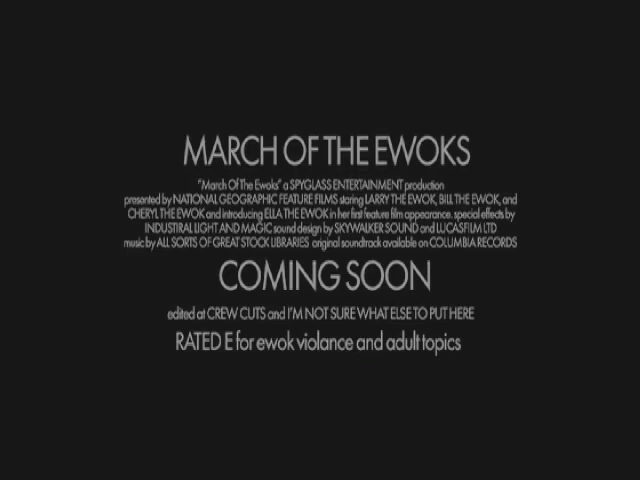 MARCH OF THE EWOKS
"March Of The Ewoks" a SPYGLASS ENTERTAINMENT production
presented by NATIONAL GEOGRAPHIC FEATURE FILMS staring LARRY THE EWOK, BILL THE EWOK, and
CHERYL THE EWOK and introducing ELLA THE EWOK in her first feature film appearance. special effects by
INDUSTIRAL LIGHT AND MAGIC sound design by SKYWALKER SOUND and LUCASFILM LTD
music by ALL SORTS OF GREAT STOCK LIBRARIES original soundtrack available on COLUMBIA RECORDS
COMING SOON
edited at CREW CUTS and I'M NOT SURE WHAT ELSE TO PUT HERE
RATED E for ewok violance and adult topics